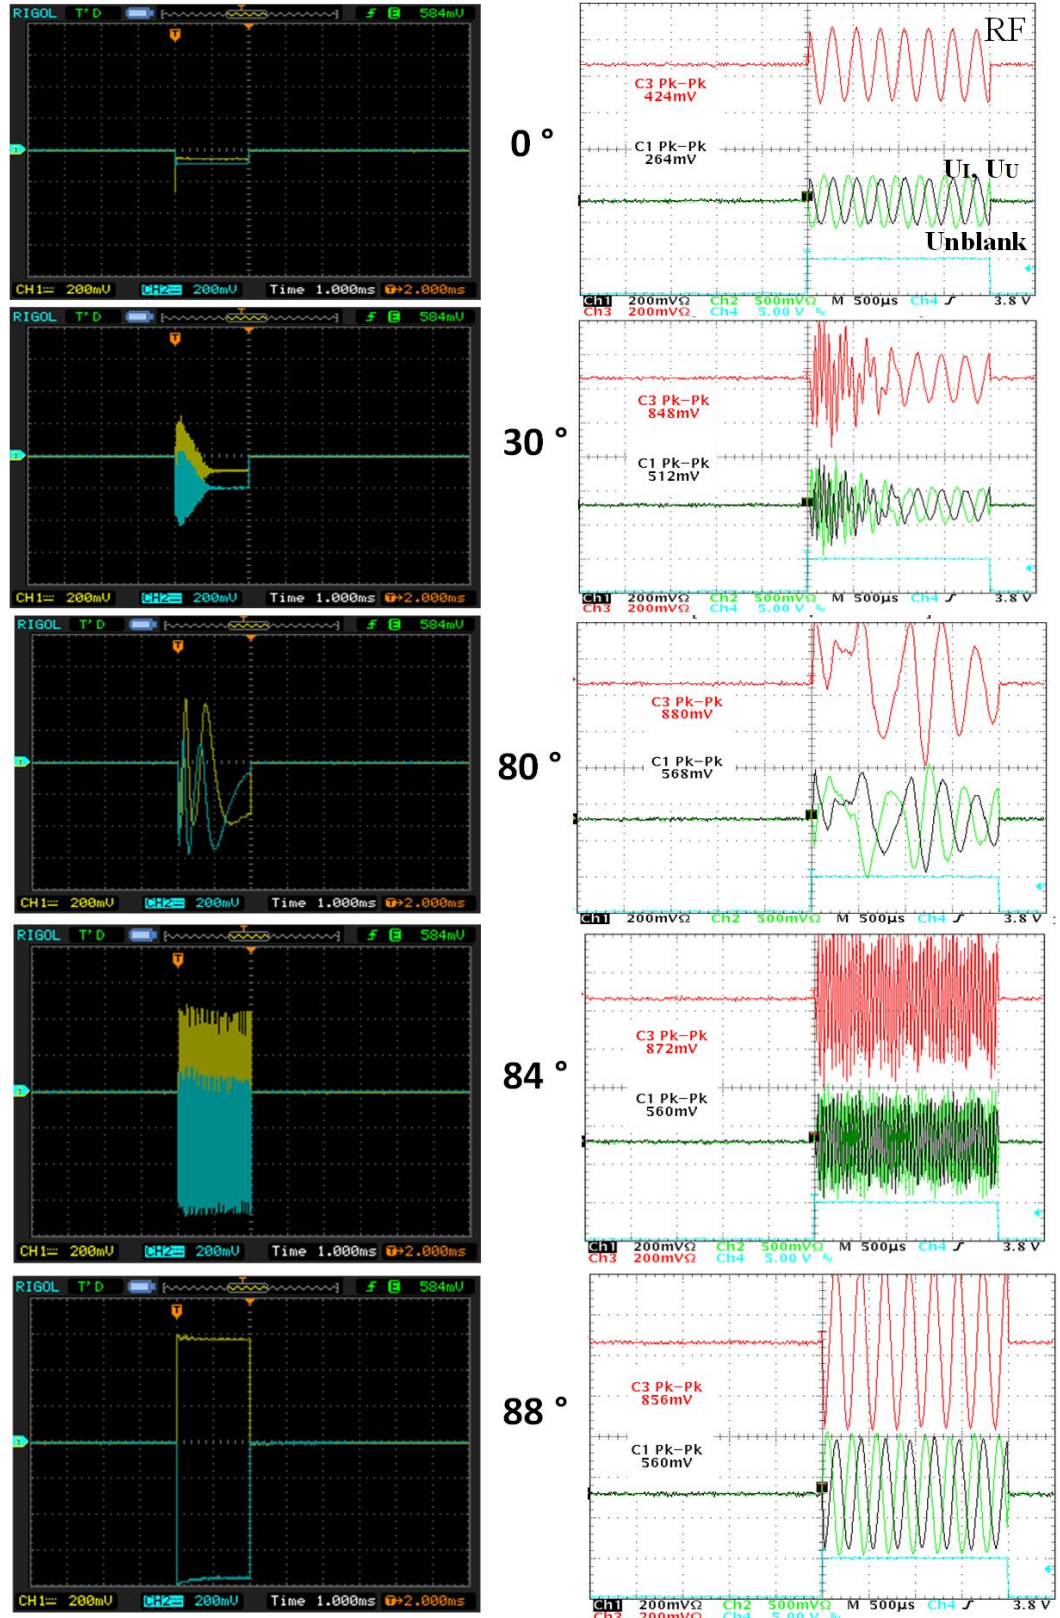 RIGOL T'D 584mV
CH1 200mV CH2 200mV Time 1.000ms T→2.000ms
0 °
RF
C3 Pk-Pk
424mV
C1 Pk-Pk
264mV
UI, UU
Unblank
Ch1 200mVΩ Ch2 500mVΩ M 500µs Ch4 3.8 V
Ch3 200mVΩ Ch4 5.00 V
RIGOL T'D 584mV
CH1 200mV CH2 200mV Time 1.000ms T→2.000ms
30 °
C3 Pk-Pk
848mV
C1 Pk-Pk
512mV
Ch1 200mVΩ Ch2 500mVΩ M 500µs Ch4 3.8 V
Ch3 200mVΩ Ch4 5.00 V
RIGOL T'D 584mV
CH1 200mV CH2 200mV Time 1.000ms T→2.000ms
80 °
C3 Pk-Pk
880mV
C1 Pk-Pk
568mV
Ch1 200mVΩ Ch2 500mVΩ M 500µs Ch4 3.8 V
RIGOL T'D 584mV
CH1 200mV CH2 200mV Time 1.000ms T→2.000ms
84 °
C3 Pk-Pk
872mV
C1 Pk-Pk
560mV
Ch1 200mVΩ Ch2 500mVΩ M 500µs Ch4 3.8 V
Ch3 200mVΩ Ch4 5.00 V
RIGOL T'D 584mV
CH1 200mV CH2 200mV Time 1.000ms T→2.000ms
88 °
C3 Pk-Pk
856mV
C1 Pk-Pk
560mV
Ch1 200mVΩ Ch2 500mVΩ M 500µs Ch4 3.8 V
Ch3 200mVΩ Ch4 5.00 V